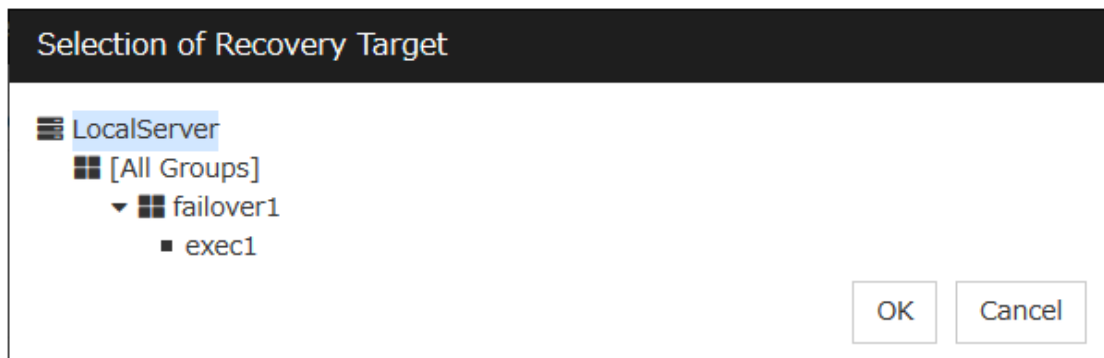 Selection of Recovery Target
LocalServer
[All Groups]
failover1
exec1
OK Cancel